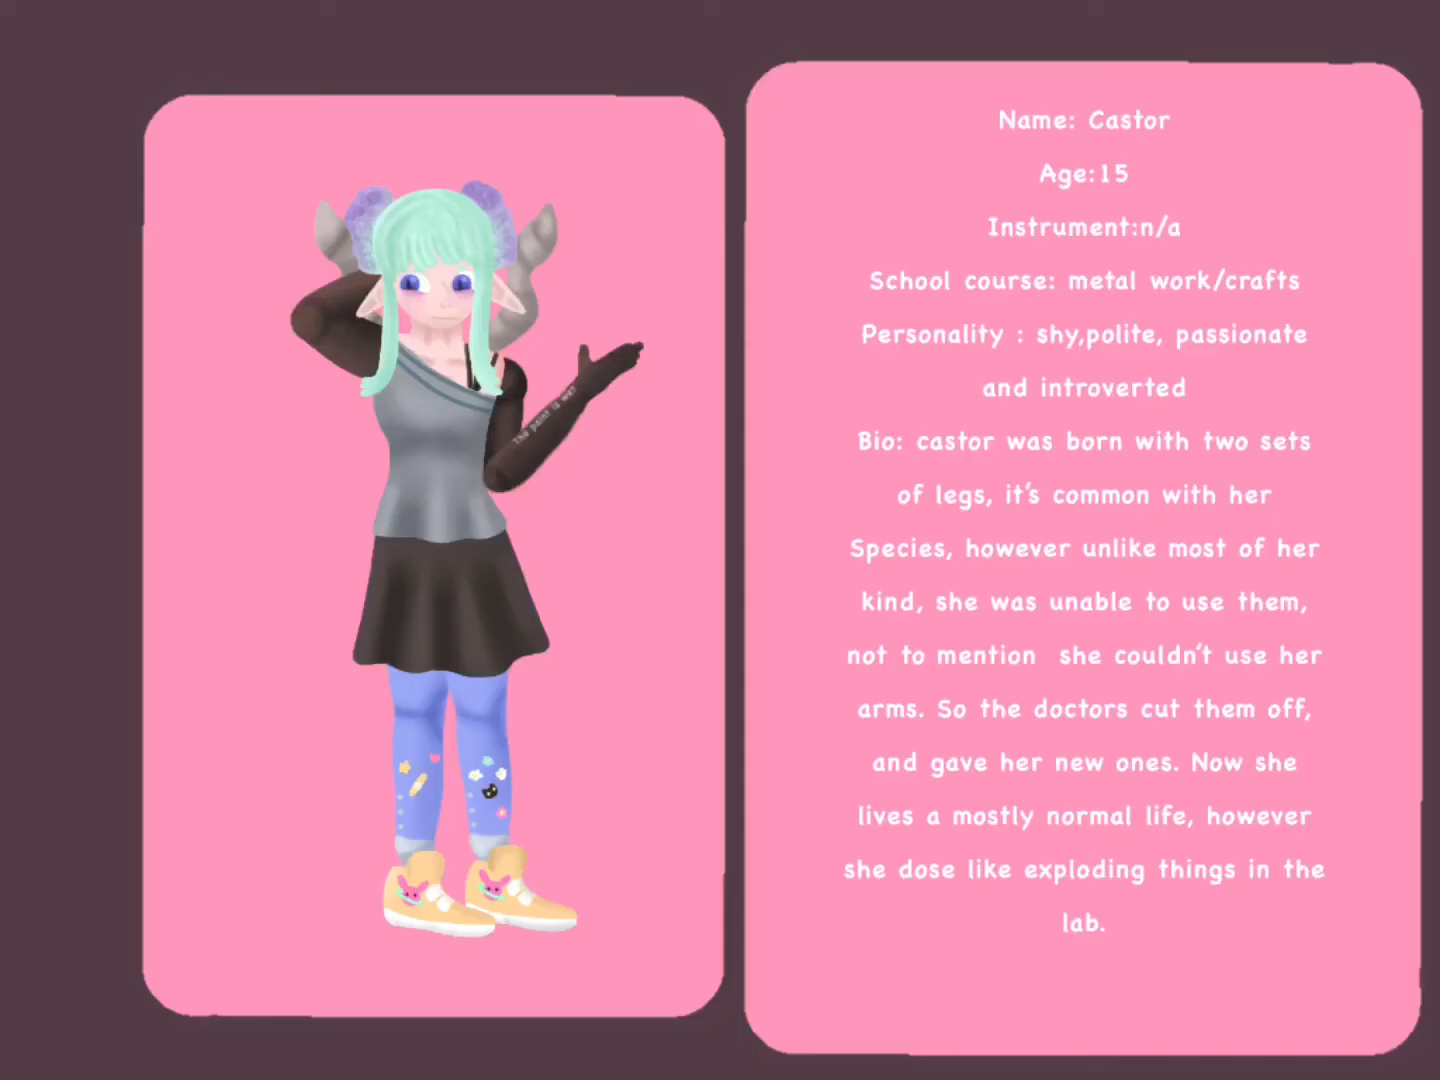 Name: Castor
Age:15
Instrument:n/a
School course: metal work/crafts
Personality : shy,polite, passionate
and introverted
Bio: castor was born with two sets
of legs, it's common with her
Species, however unlike most of her
kind, she was unable to use them,
not to mention she couldn't use her
arms. So the doctors cut them off,
and gave her new ones. Now she
lives a mostly normal life, however
she dose like exploding things in the
lab.
The paint is wet